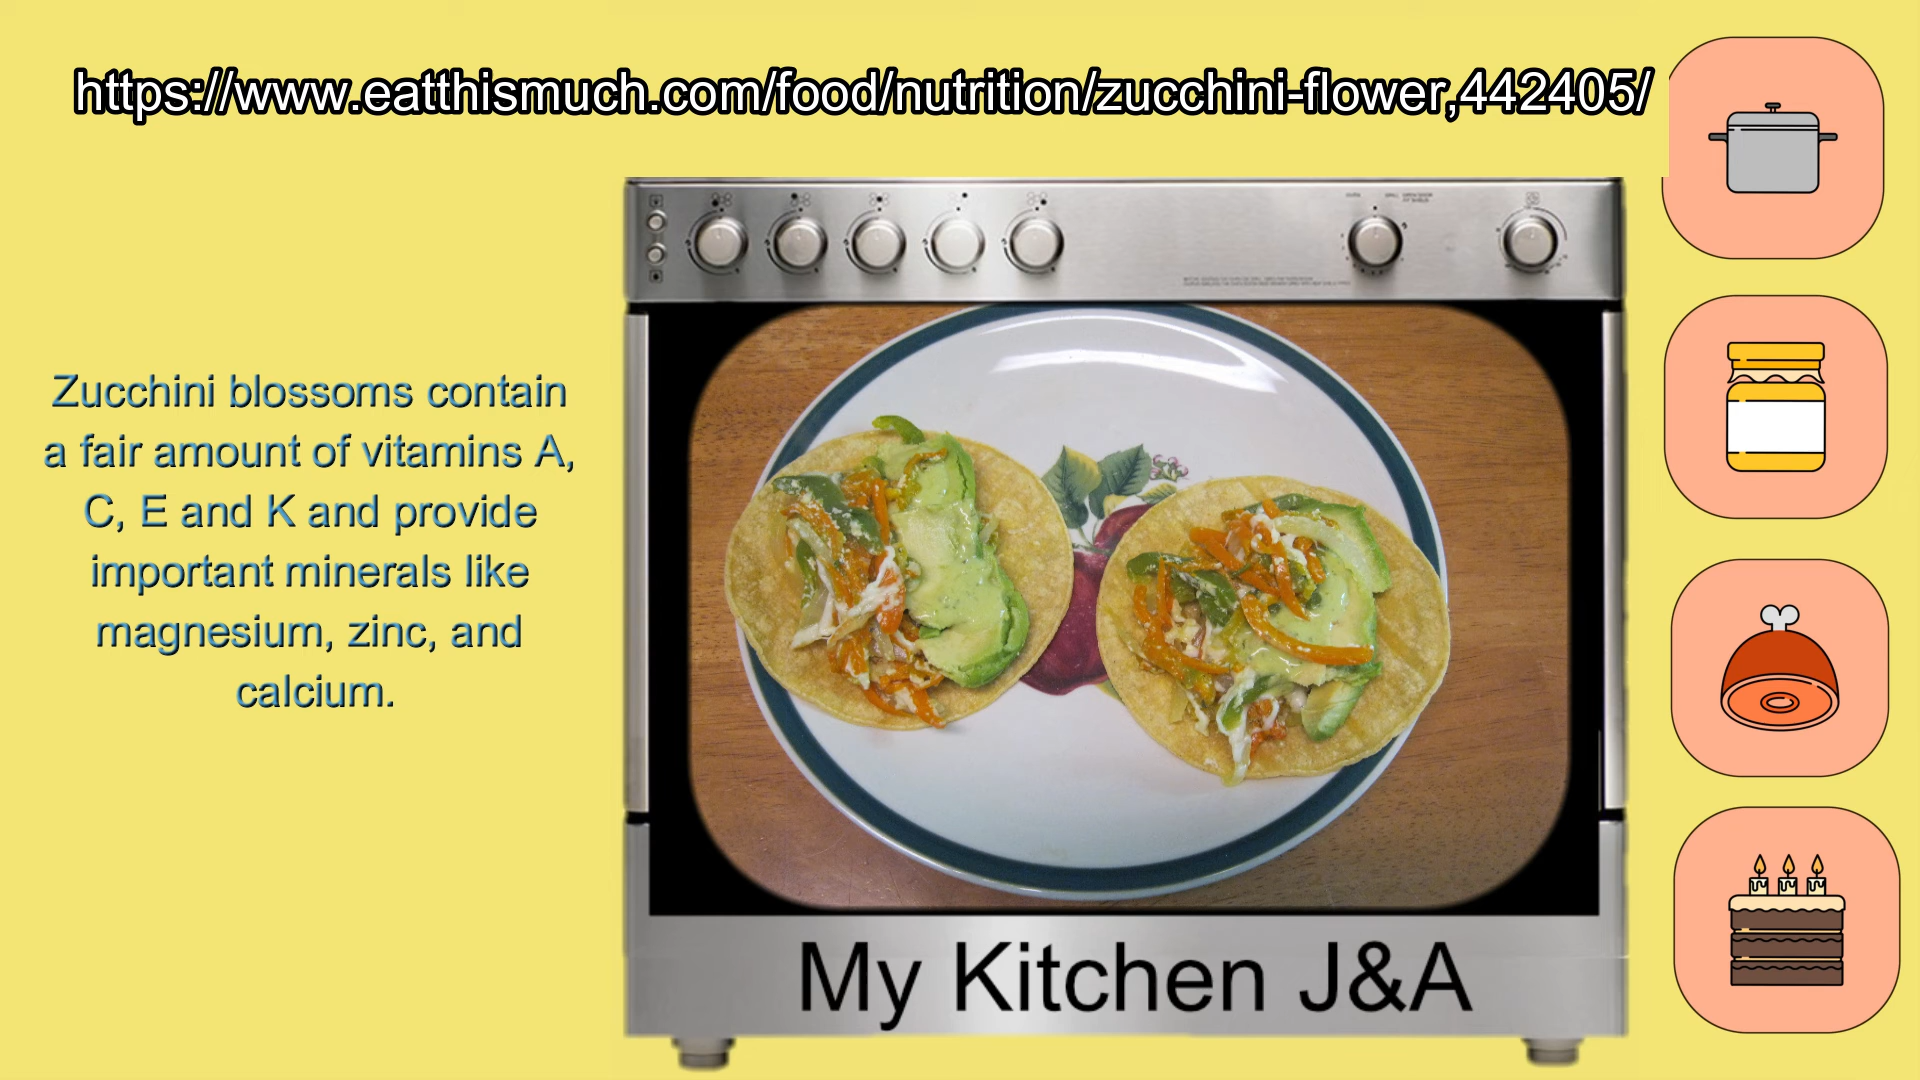 https://www.eatthismuch.com/food/nutrition/zucchini-flower,442405/
Zucchini blossoms contain
a fair amount of vitamins A,
C, E and K and provide
important minerals like
magnesium, zinc, and
calcium.
My Kitchen J&A